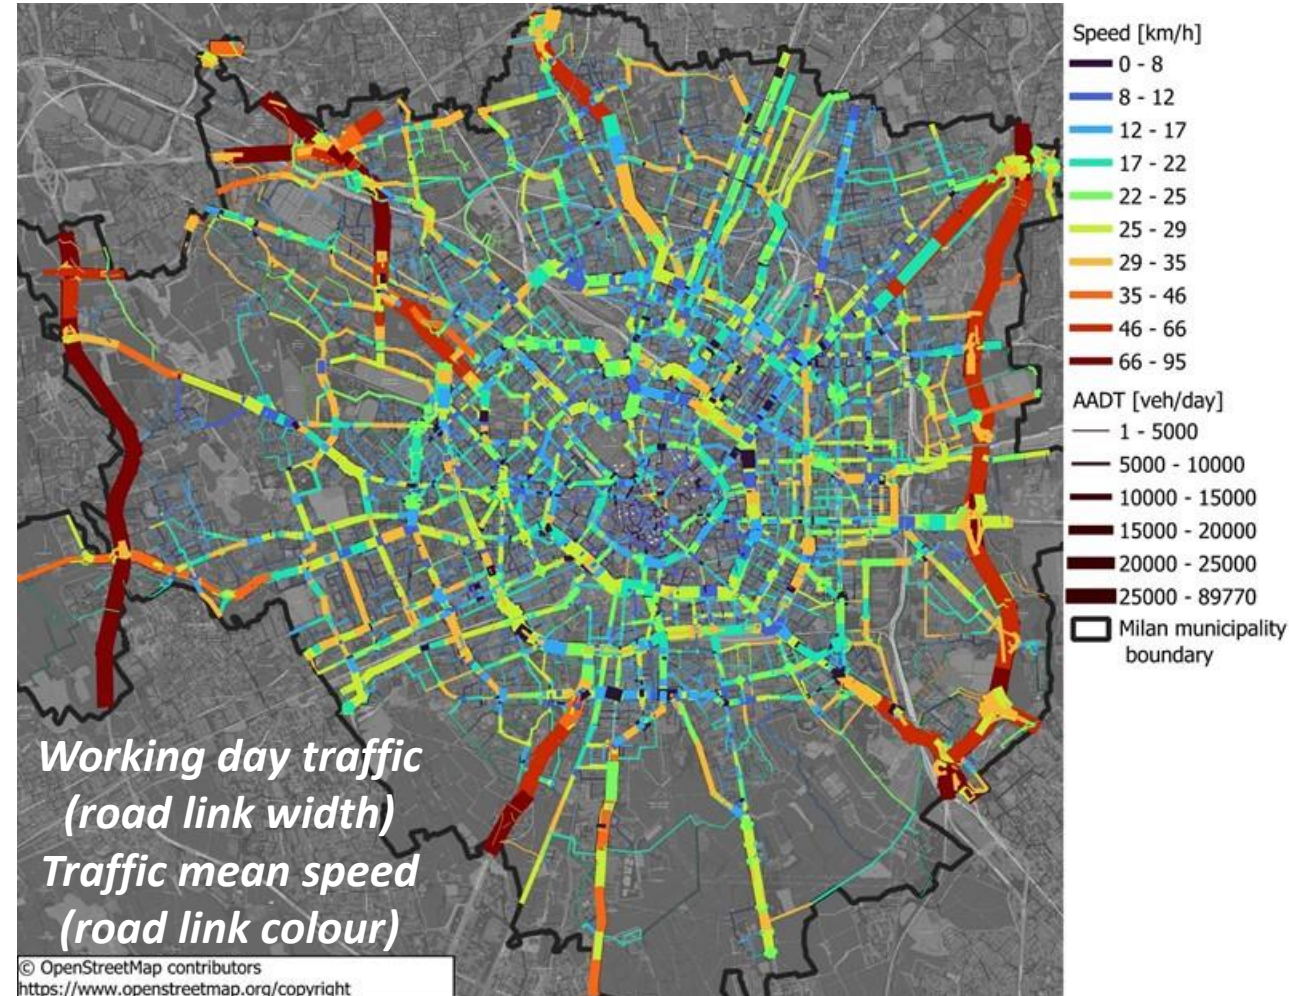 Speed [km/h]
0 - 8
8 - 12
12 - 17
17 - 22
22 - 25
25 - 29
29 - 35
35 - 46
46 - 66
66 - 95
AADT [veh/day]
1 - 5000
5000 - 10000
10000 - 15000
15000 - 20000
20000 - 25000
25000 - 89770
Milan municipality
boundary
Working day traffic
(road link width)
Traffic mean speed
(road link colour)
© OpenStreetMap contributors
https://www.openstreetmap.org/copyright